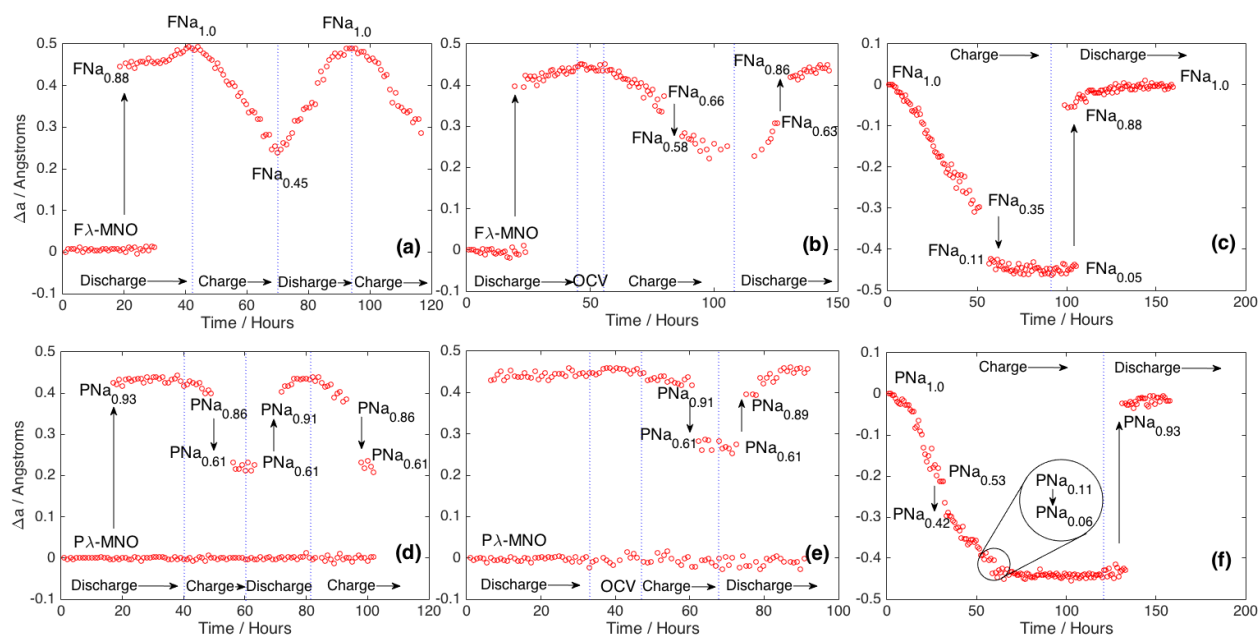 FNa1.0
FNa1.0
0.5
0.4
0.3
0.2
0.1
0
-0.1
Δa / Angstroms
FNa0.88
FNa0.45
Fλ-MNO
(a)
Discharge
Charge
Disharge
Charge
0 20 40 60 80 100 120
Time / Hours
0.5
0.4
0.3
0.2
0.1
0
-0.1
FNa0.86
FNa0.66
FNa0.58
FNa0.63
Fλ-MNO
(b)
Discharge
OCV
Charge
Discharge
0 50 100 150
Time / Hours
0.1
0
-0.1
-0.2
-0.3
-0.4
-0.5
Charge
Discharge
FNa1.0
FNa1.0
FNa0.88
FNa0.35
FNa0.11
FNa0.05
(c)
0 50 100 150 200
Time / Hours
0.5
0.4
0.3
0.2
0.1
0
-0.1
Δa / Angstroms
PNa0.93
PNa0.86
PNa0.91
PNa0.86
PNa0.61
PNa0.61
PNa0.61
Pλ-MNO
(d)
Discharge
Charge
Discharge
Charge
0 20 40 60 80 100 120
Time / Hours
0.5
0.4
0.3
0.2
0.1
0
-0.1
PNa0.91
PNa0.89
PNa0.61
PNa0.61
Pλ-MNO
(e)
Discharge
OCV
Charge
Discharge
0 20 40 60 80 100
Time / Hours
0.1
0
-0.1
-0.2
-0.3
-0.4
-0.5
Charge
Discharge
PNa1.0
PNa0.93
PNa0.53
PNa0.42
PNa0.11
PNa0.06
(f)
0 50 100 150 200
Time / Hours